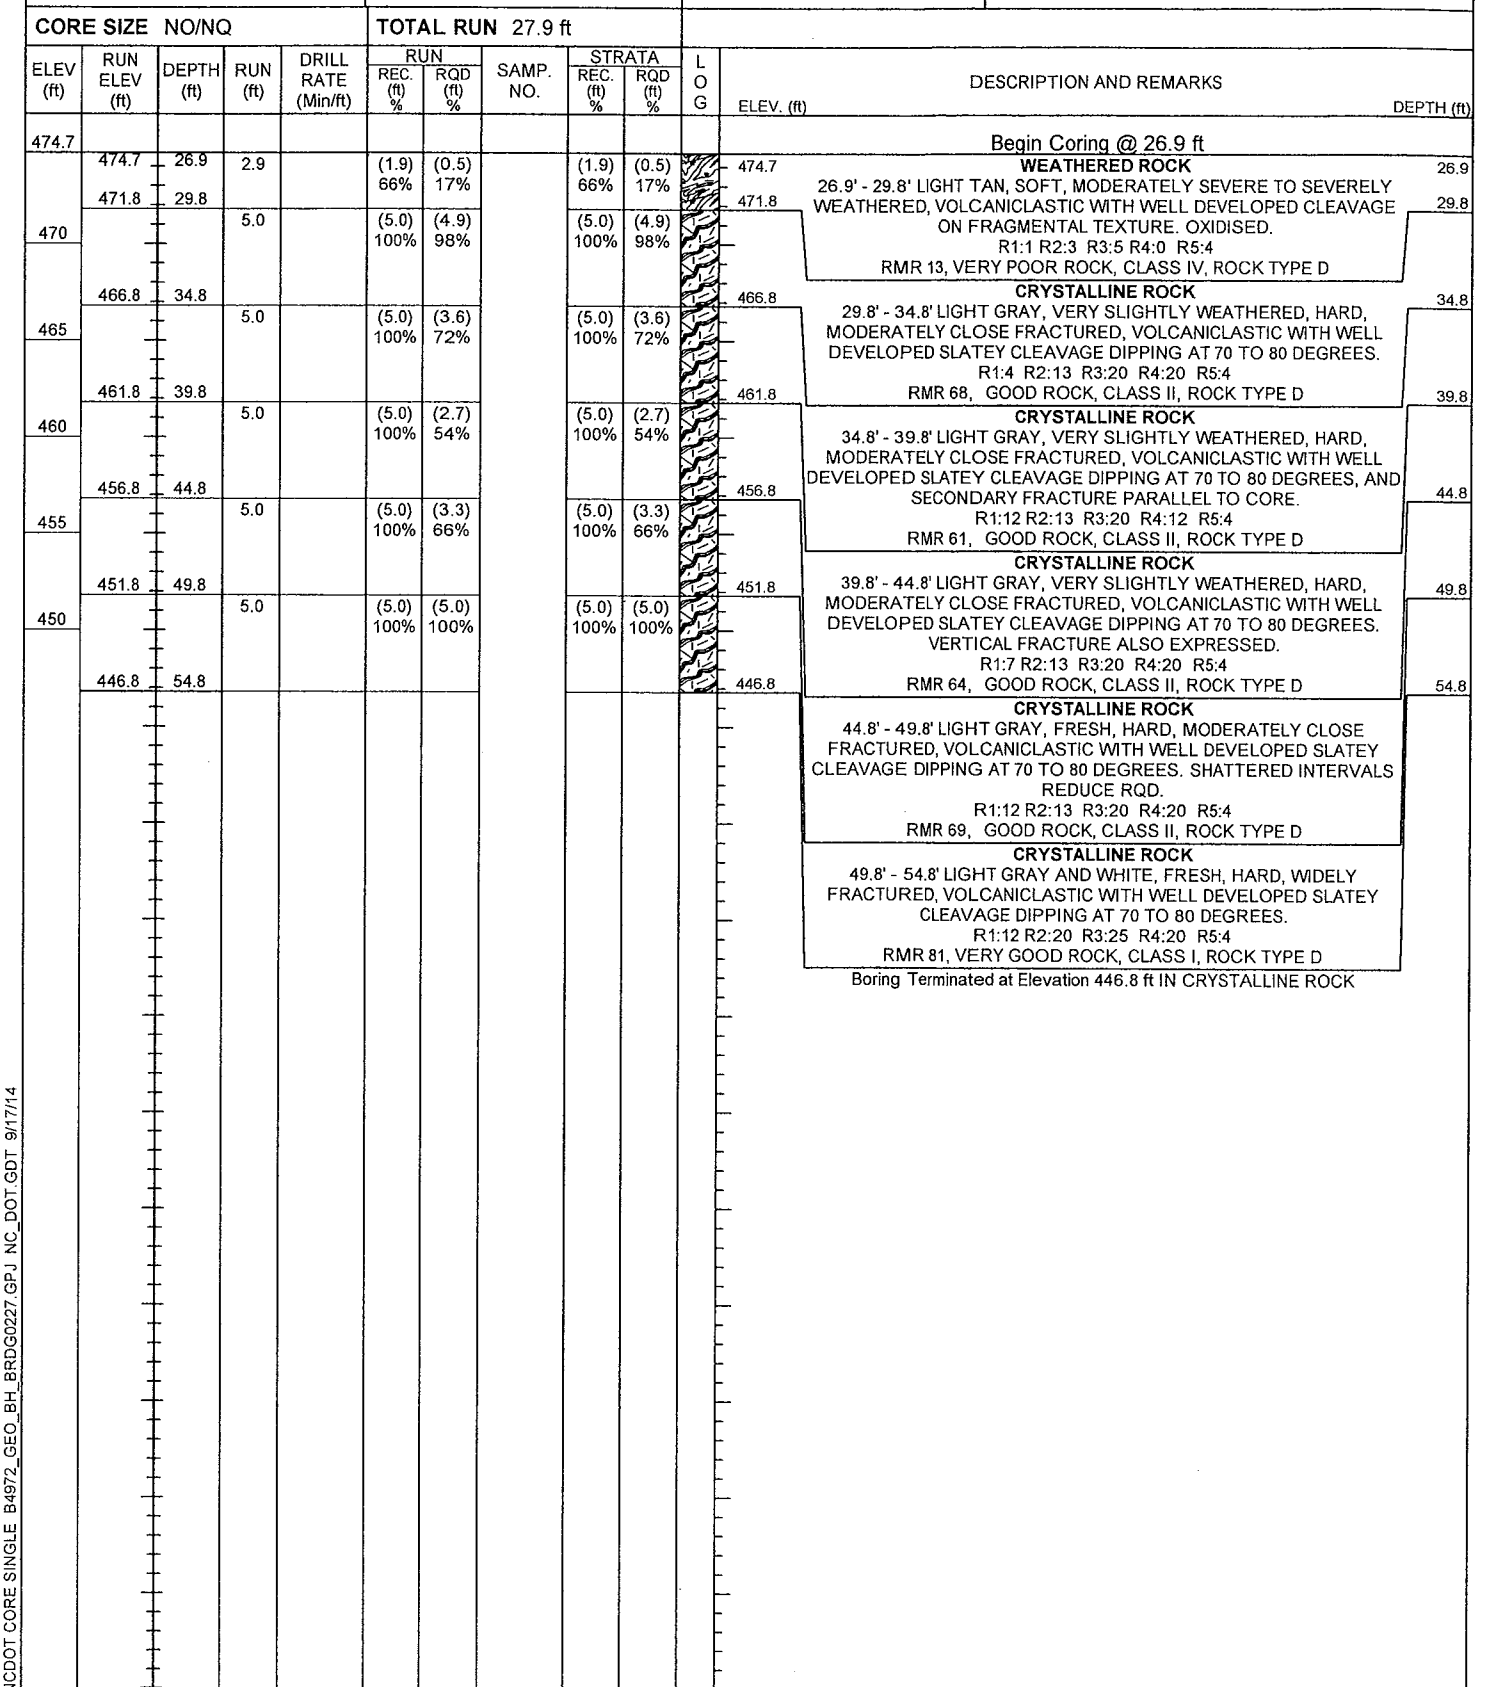 CORE SIZE NO/NQ TOTAL RUN 27.9 ft
ELEV (ft) RUN ELEV (ft) DEPTH (ft) RUN (ft) DRILL RATE (Min/ft) RUN REC. (ft) % RQD (ft) % SAMP. NO. STRATA REC. (ft) % RQD (ft) % LOG ELEV. (ft) DESCRIPTION AND REMARKS DEPTH (ft)
474.7 Begin Coring @ 26.9 ft
474.7 26.9 2.9 (1.9) (0.5) (1.9) (0.5) 474.7 WEATHERED ROCK 26.9
66% 17% 66% 17% 26.9' - 29.8' LIGHT TAN, SOFT, MODERATELY SEVERE TO SEVERELY
471.8 29.8 471.8 WEATHERED, VOLCANICLASTIC WITH WELL DEVELOPED CLEAVAGE 29.8
5.0 (5.0) (4.9) (5.0) (4.9) ON FRAGMENTAL TEXTURE. OXIDISED.
470 100% 98% 100% 98% R1:1 R2:3 R3:5 R4:0 R5:4
RMR 13, VERY POOR ROCK, CLASS IV, ROCK TYPE D
466.8 34.8 466.8 CRYSTALLINE ROCK 34.8
5.0 (5.0) (3.6) (5.0) (3.6) 29.8' - 34.8' LIGHT GRAY, VERY SLIGHTLY WEATHERED, HARD,
465 100% 72% 100% 72% MODERATELY CLOSE FRACTURED, VOLCANICLASTIC WITH WELL
DEVELOPED SLATEY CLEAVAGE DIPPING AT 70 TO 80 DEGREES.
R1:4 R2:13 R3:20 R4:20 R5:4
461.8 39.8 461.8 RMR 68, GOOD ROCK, CLASS II, ROCK TYPE D 39.8
5.0 (5.0) (2.7) (5.0) (2.7) CRYSTALLINE ROCK
460 100% 54% 100% 54% 34.8' - 39.8' LIGHT GRAY, VERY SLIGHTLY WEATHERED, HARD,
MODERATELY CLOSE FRACTURED, VOLCANICLASTIC WITH WELL
DEVELOPED SLATEY CLEAVAGE DIPPING AT 70 TO 80 DEGREES, AND
456.8 44.8 456.8 SECONDARY FRACTURE PARALLEL TO CORE. 44.8
5.0 (5.0) (3.3) (5.0) (3.3) R1:12 R2:13 R3:20 R4:12 R5:4
455 100% 66% 100% 66% RMR 61, GOOD ROCK, CLASS II, ROCK TYPE D
CRYSTALLINE ROCK
451.8 49.8 451.8 39.8' - 44.8' LIGHT GRAY, VERY SLIGHTLY WEATHERED, HARD, 49.8
5.0 (5.0) (5.0) (5.0) (5.0) MODERATELY CLOSE FRACTURED, VOLCANICLASTIC WITH WELL
450 100% 100% 100% 100% DEVELOPED SLATEY CLEAVAGE DIPPING AT 70 TO 80 DEGREES.
VERTICAL FRACTURE ALSO EXPRESSED.
R1:7 R2:13 R3:20 R4:20 R5:4
446.8 54.8 446.8 RMR 64, GOOD ROCK, CLASS II, ROCK TYPE D 54.8
CRYSTALLINE ROCK
44.8' - 49.8' LIGHT GRAY, FRESH, HARD, MODERATELY CLOSE
FRACTURED, VOLCANICLASTIC WITH WELL DEVELOPED SLATEY
CLEAVAGE DIPPING AT 70 TO 80 DEGREES. SHATTERED INTERVALS
REDUCE RQD.
R1:12 R2:13 R3:20 R4:20 R5:4
RMR 69, GOOD ROCK, CLASS II, ROCK TYPE D
CRYSTALLINE ROCK
49.8' - 54.8' LIGHT GRAY AND WHITE, FRESH, HARD, WIDELY
FRACTURED, VOLCANICLASTIC WITH WELL DEVELOPED SLATEY
CLEAVAGE DIPPING AT 70 TO 80 DEGREES.
R1:12 R2:20 R3:25 R4:20 R5:4
RMR 81, VERY GOOD ROCK, CLASS I, ROCK TYPE D
Boring Terminated at Elevation 446.8 ft IN CRYSTALLINE ROCK
NCDOT CORE SINGLE B4972_GEO_BH_BRDG0227.GPJ NC_DOT.GDT 9/17/14